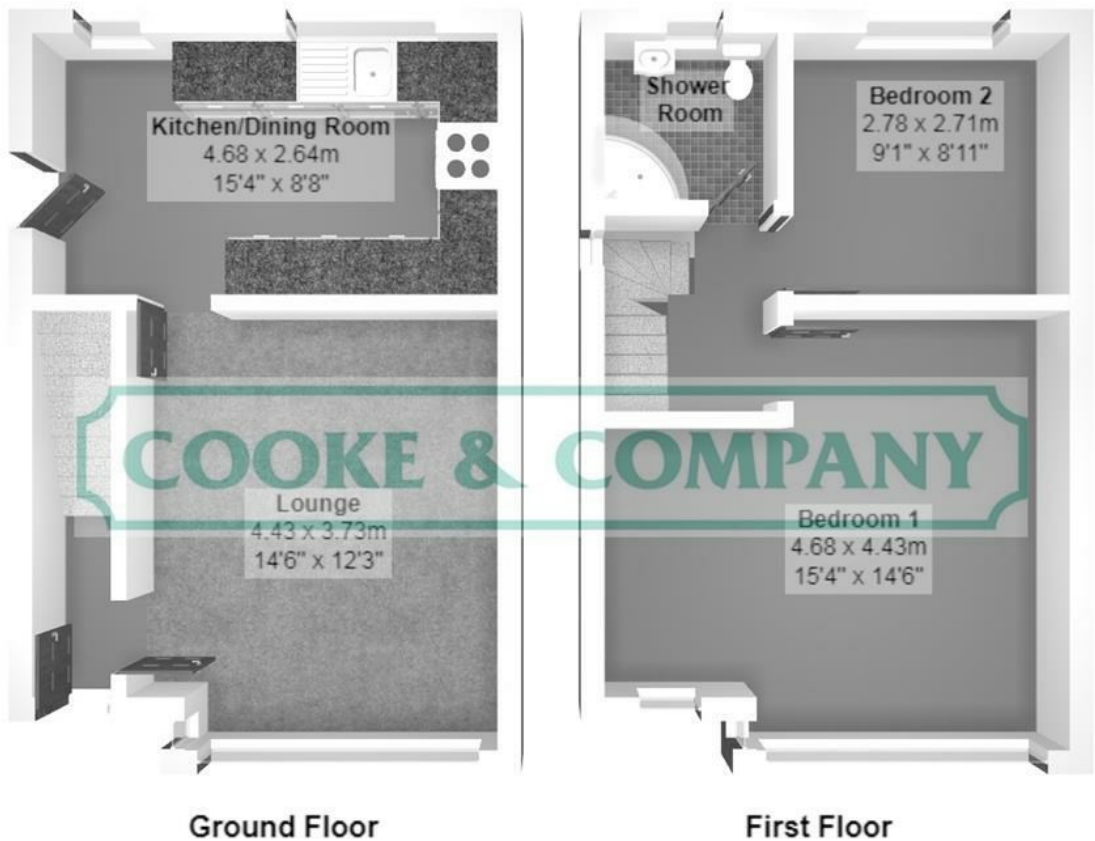 Kitchen/Dining Room
4.68 x 2.64m
15'4" x 8'8"
Shower
Room
Bedroom 2
2.78 x 2.71m
9'1" x 8'11"
COOKE & COMPANY
Lounge
4.43 x 3.73m
14'6" x 12'3"
Bedroom 1
4.68 x 4.43m
15'4" x 14'6"
Ground Floor
First Floor